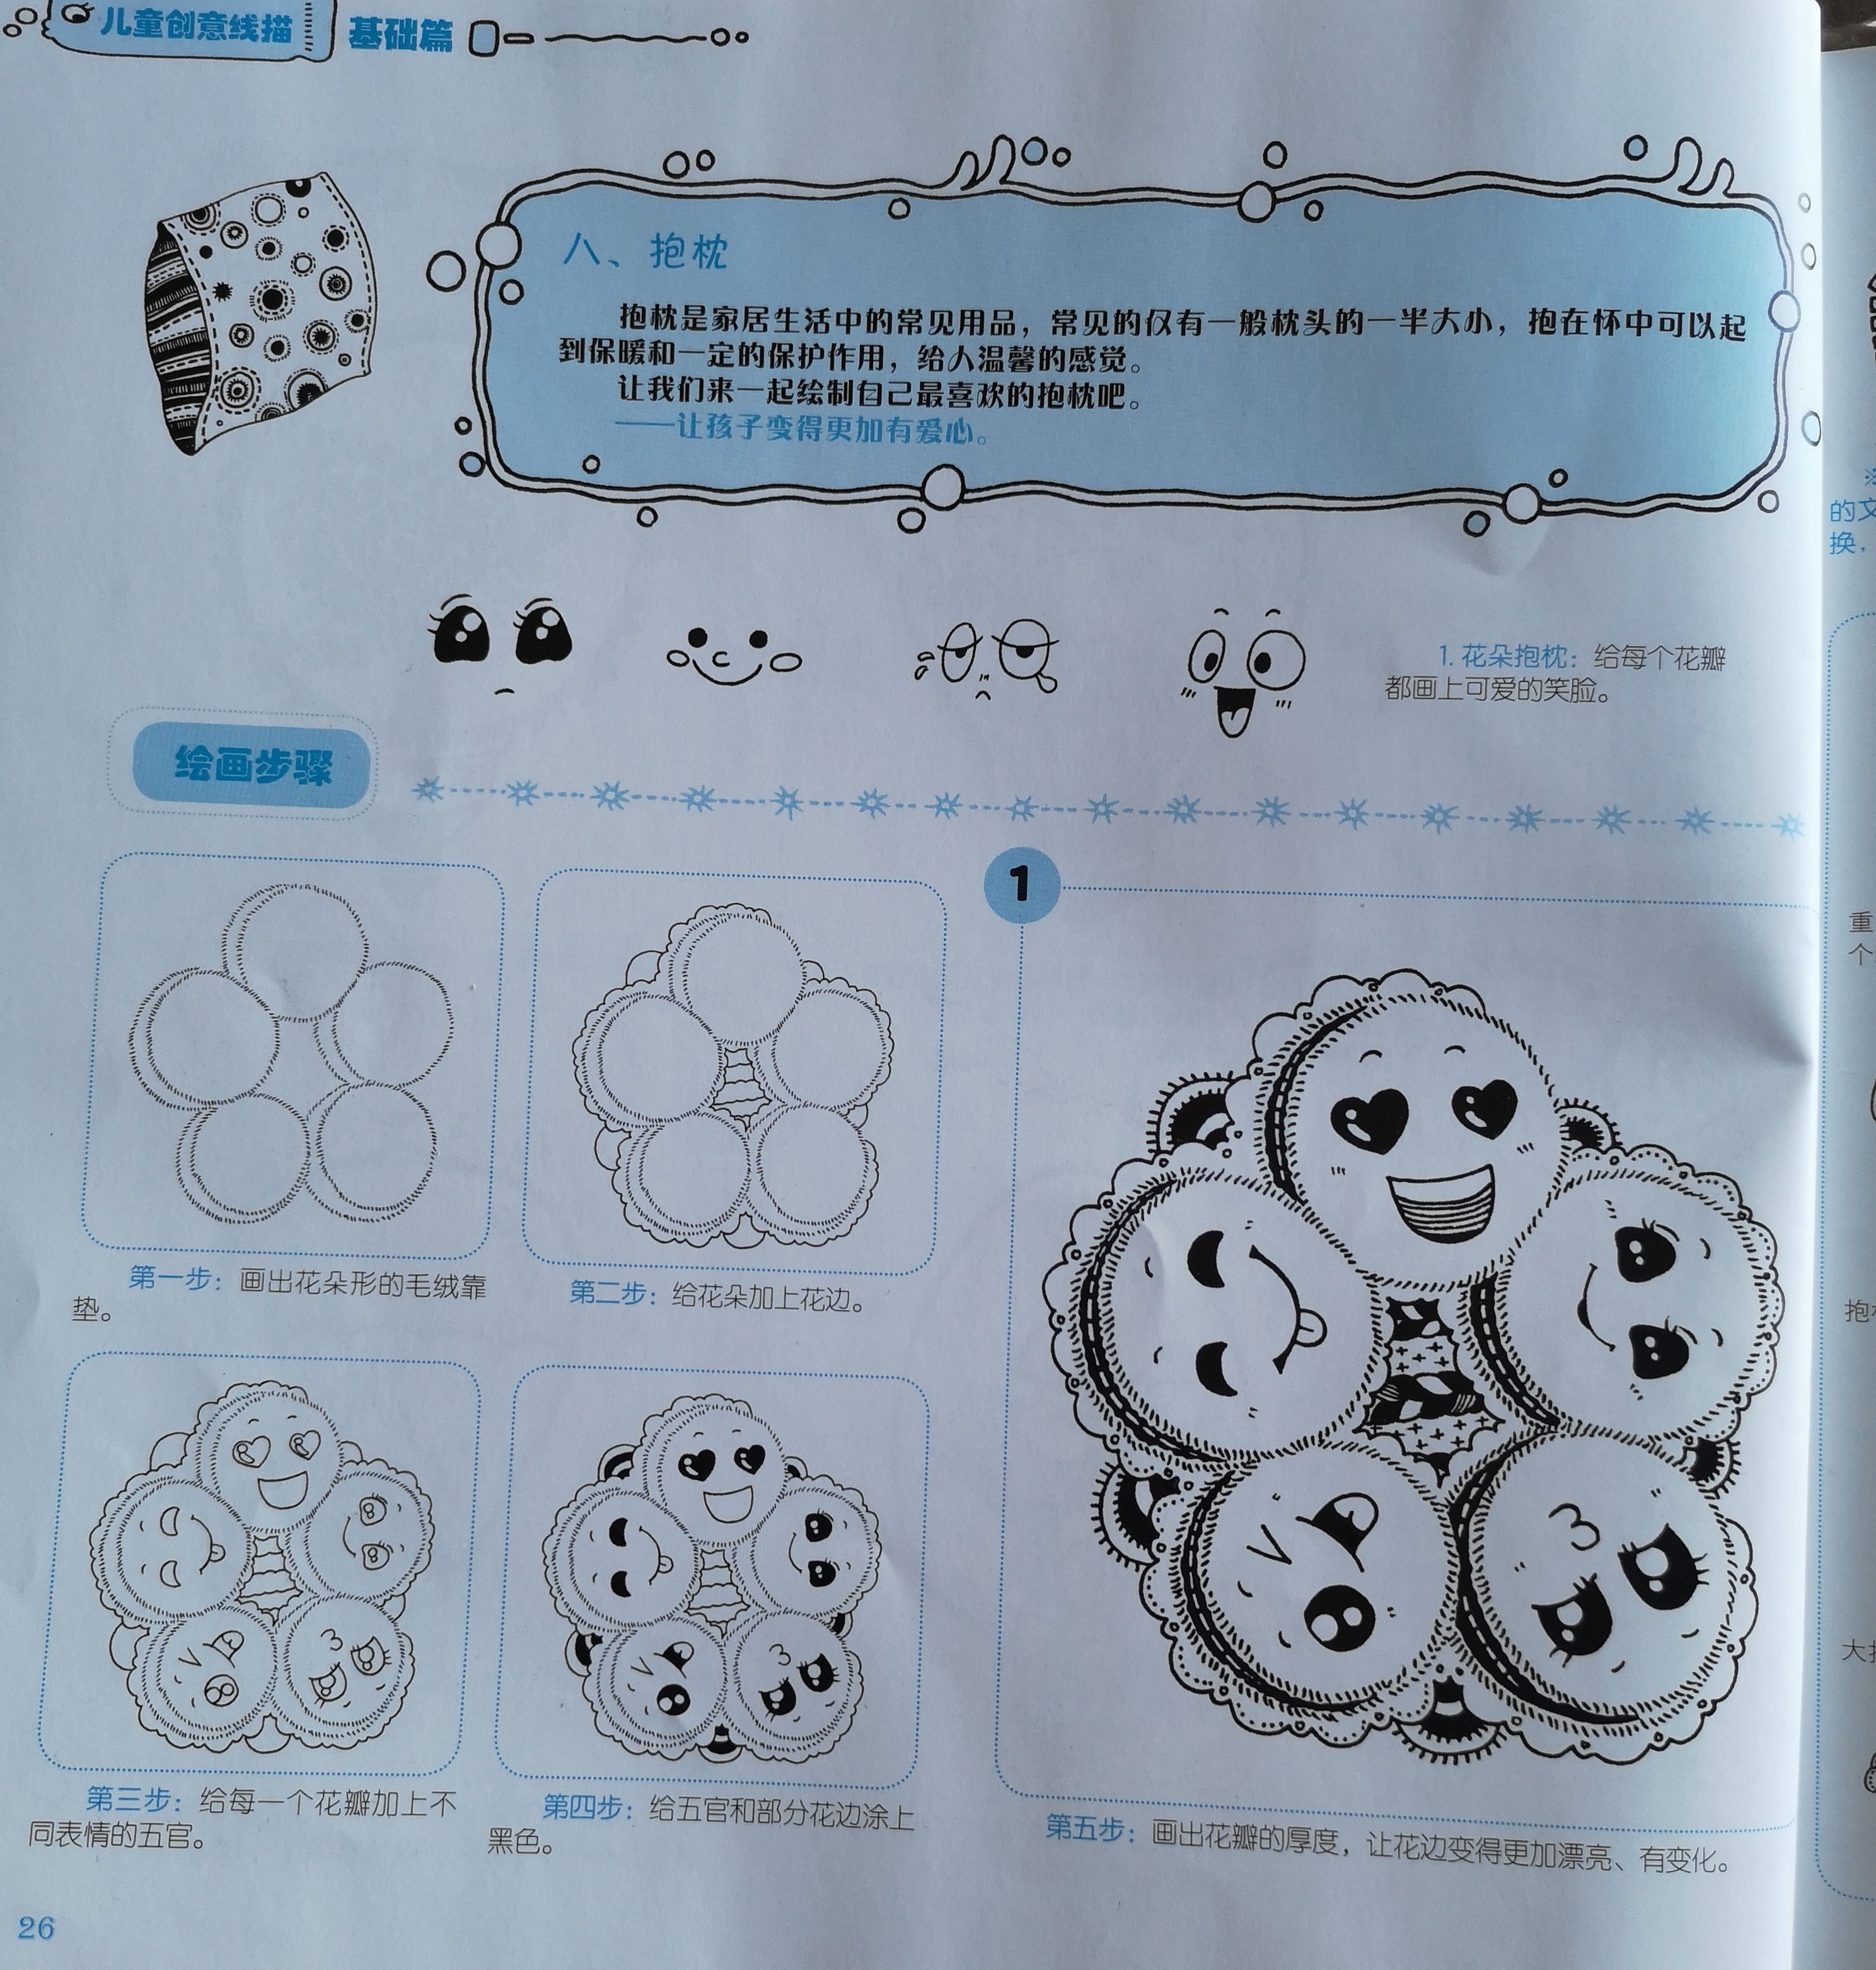 儿童创意线描 基础篇
八、抱枕
抱枕是家居生活中的常见用品，常见的仅有一般枕头的一半大小，抱在怀中可以起
到保暖和一定的保护作用，给人温馨的感觉。
让我们来一起绘制自己最喜欢的抱枕吧。
——让孩子变得更加有爱心。
1. 花朵抱枕：给每个花瓣
都画上可爱的笑脸。
绘画步骤
第一步：画出花朵形的毛绒靠
垫。
第二步：给花朵加上花边。
1
第三步：给每一个花瓣加上不
同表情的五官。
第四步：给五官和部分花边涂上
黑色。
第五步：画出花瓣的厚度，让花边变得更加漂亮、有变化。
26
的文
换，
重
个
抱
大